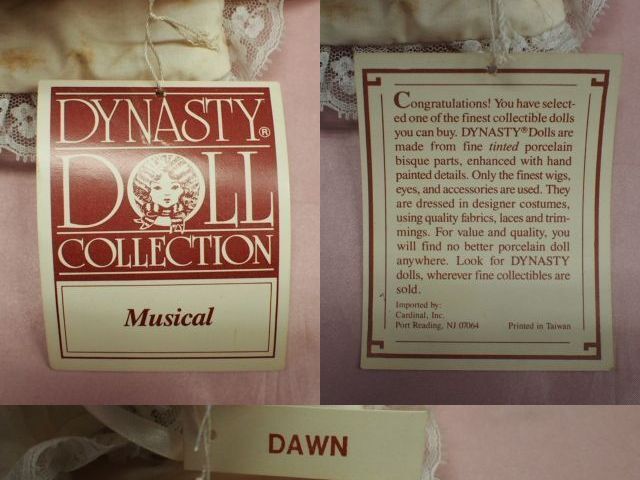 DYNASTY®
DOLL
COLLECTION
Musical
Congratulations! You have select-
ed one of the finest collectible dolls
you can buy. DYNASTY® Dolls are
made from fine tinted porcelain
bisque parts, enhanced with hand
painted details. Only the finest wigs,
eyes, and accessories are used. They
are dressed in designer costumes,
using quality fabrics, laces and trim-
mings. For value and quality, you
will find no better porcelain doll
anywhere. Look for DYNASTY
dolls, wherever fine collectibles are
sold.
Imported by:
Cardinal, Inc.
Port Reading, NJ 07064 Printed in Taiwan
DAWN